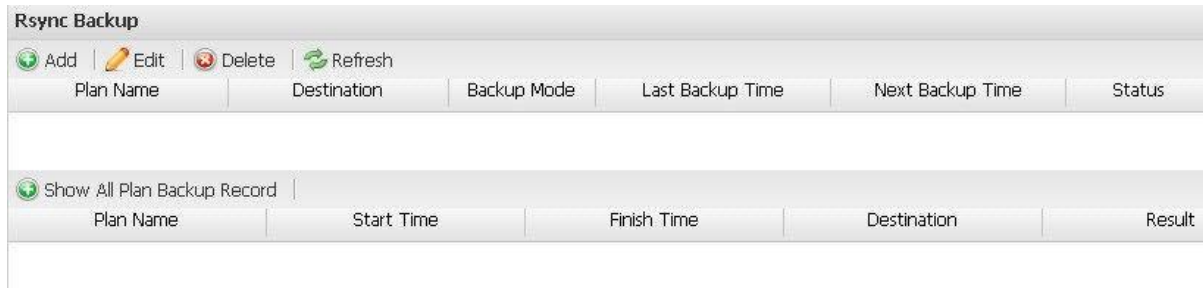 Rsync Backup
Add Edit Delete Refresh
Plan Name Destination Backup Mode Last Backup Time Next Backup Time Status
Show All Plan Backup Record
Plan Name Start Time Finish Time Destination Result